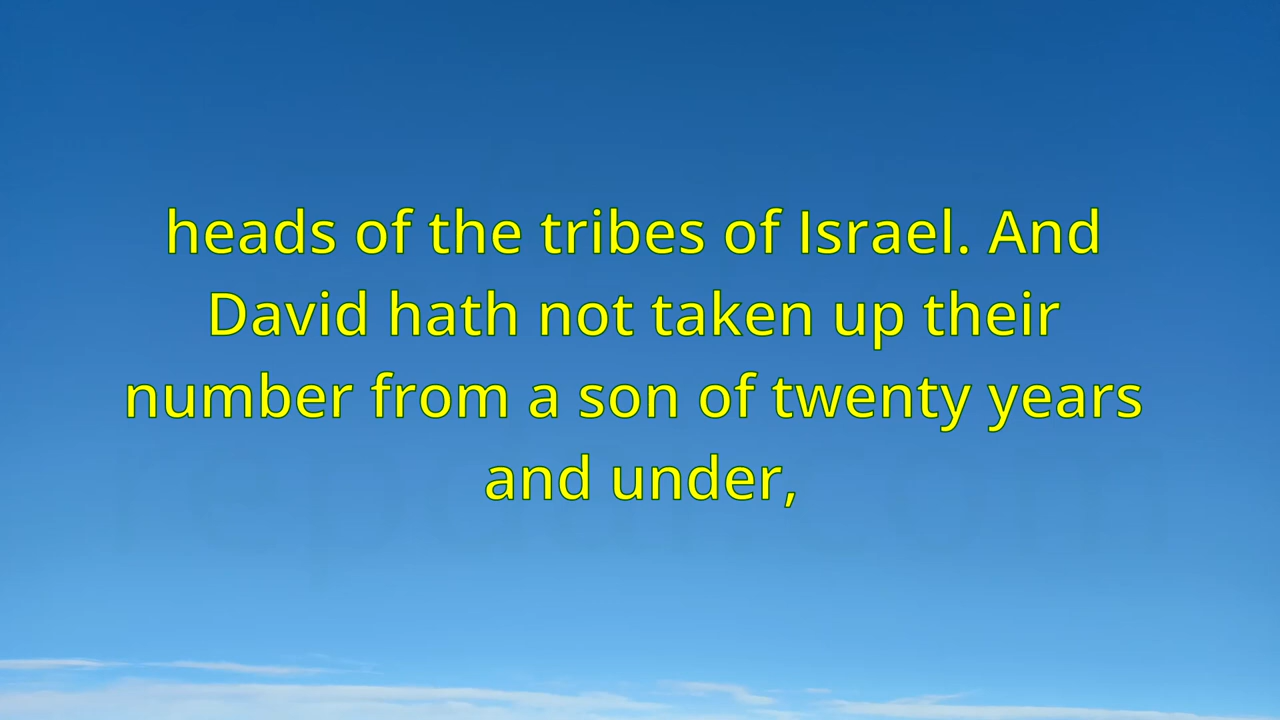 heads of the tribes of Israel. And
David hath not taken up their
number from a son of twenty years
and under,